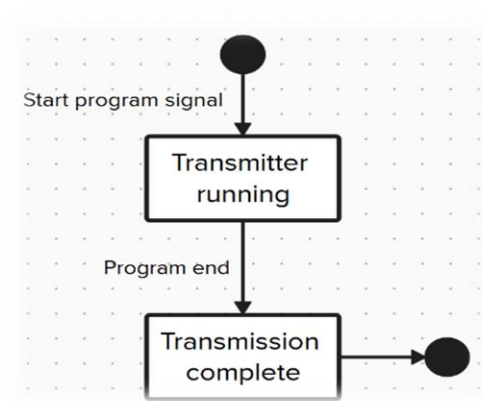 Start program signal
Transmitter
running
Program end
Transmission
complete